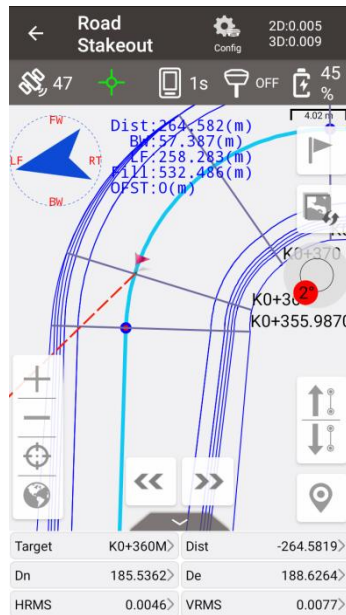 Road
Stakeout
Config
2D:0.005
3D:0.009
47
1s
OFF
45
%
FW
LF
RT
BW
Dist:264.582(m)
BW:57.387(m)
LF:258.283(m)
Fill:532.486(m)
OFST:0(m)
4.02 m
K0+370
2°
K0+355.9870
Target
K0+360M
Dist
-264.5819
Dn
185.5362
De
188.6264
HRMS
0.0046
VRMS
0.0077